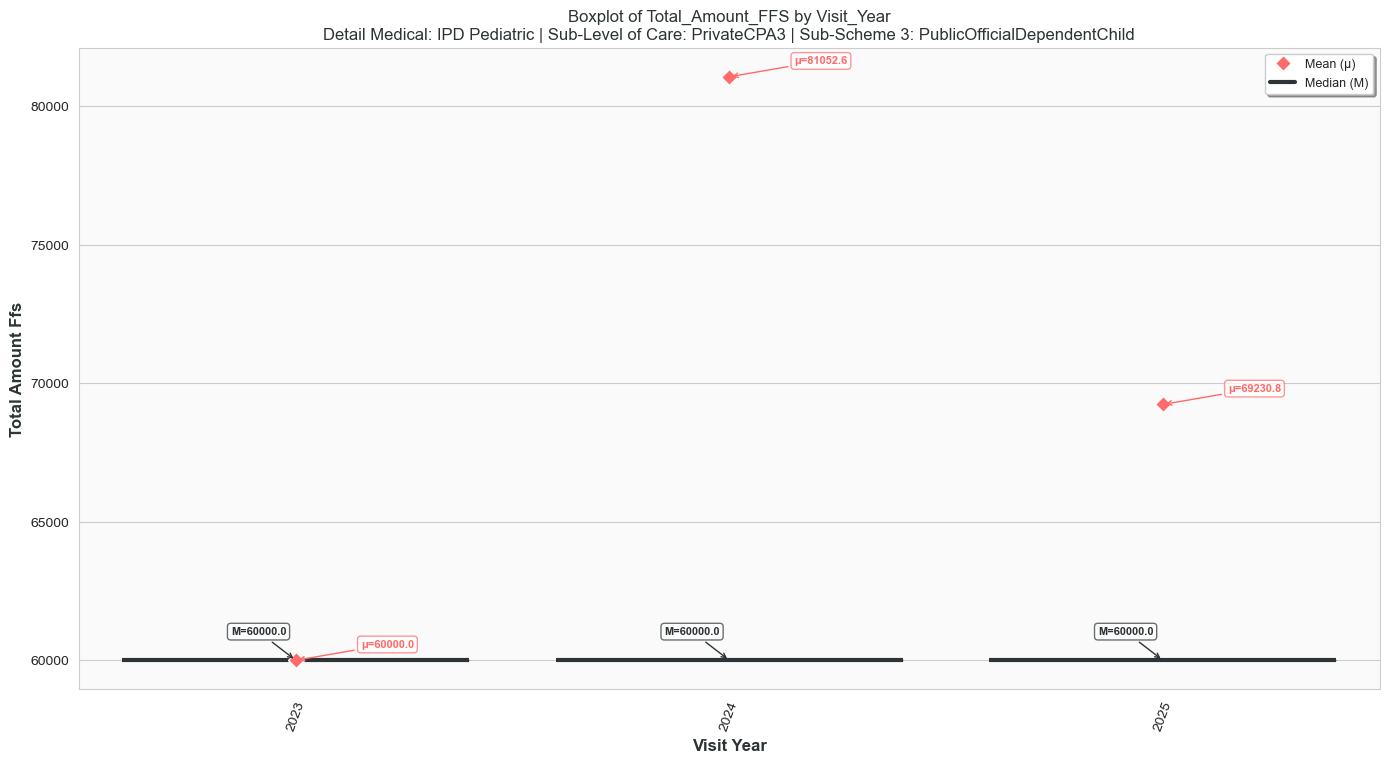 Boxplot of Total_Amount_FFS by Visit_Year
Detail Medical: IPD Pediatric | Sub-Level of Care: PrivateCPA3 | Sub-Scheme 3: PublicOfficialDependentChild
Mean (μ)
Median (M)
μ=81052.6
80000
75000
70000
65000
60000
Total Amount Ffs
μ=69230.8
M=60000.0
μ=60000.0
M=60000.0
M=60000.0
2023
2024
2025
Visit Year